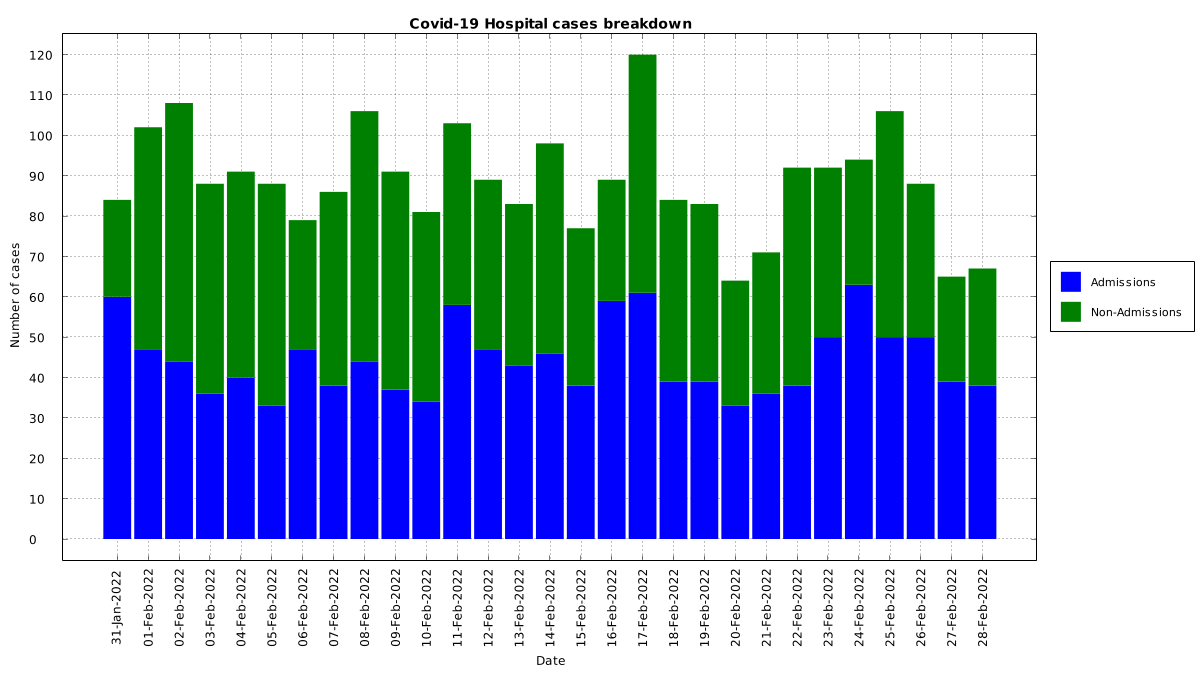 Covid-19 Hospital cases breakdown
120
110
100
90
80
70
60
50
40
30
20
10
0
Number of cases
31-Jan-2022
01-Feb-2022
02-Feb-2022
03-Feb-2022
04-Feb-2022
05-Feb-2022
06-Feb-2022
07-Feb-2022
08-Feb-2022
09-Feb-2022
10-Feb-2022
11-Feb-2022
12-Feb-2022
13-Feb-2022
14-Feb-2022
15-Feb-2022
16-Feb-2022
17-Feb-2022
18-Feb-2022
19-Feb-2022
20-Feb-2022
21-Feb-2022
22-Feb-2022
23-Feb-2022
24-Feb-2022
25-Feb-2022
26-Feb-2022
27-Feb-2022
28-Feb-2022
Date
Admissions
Non-Admissions